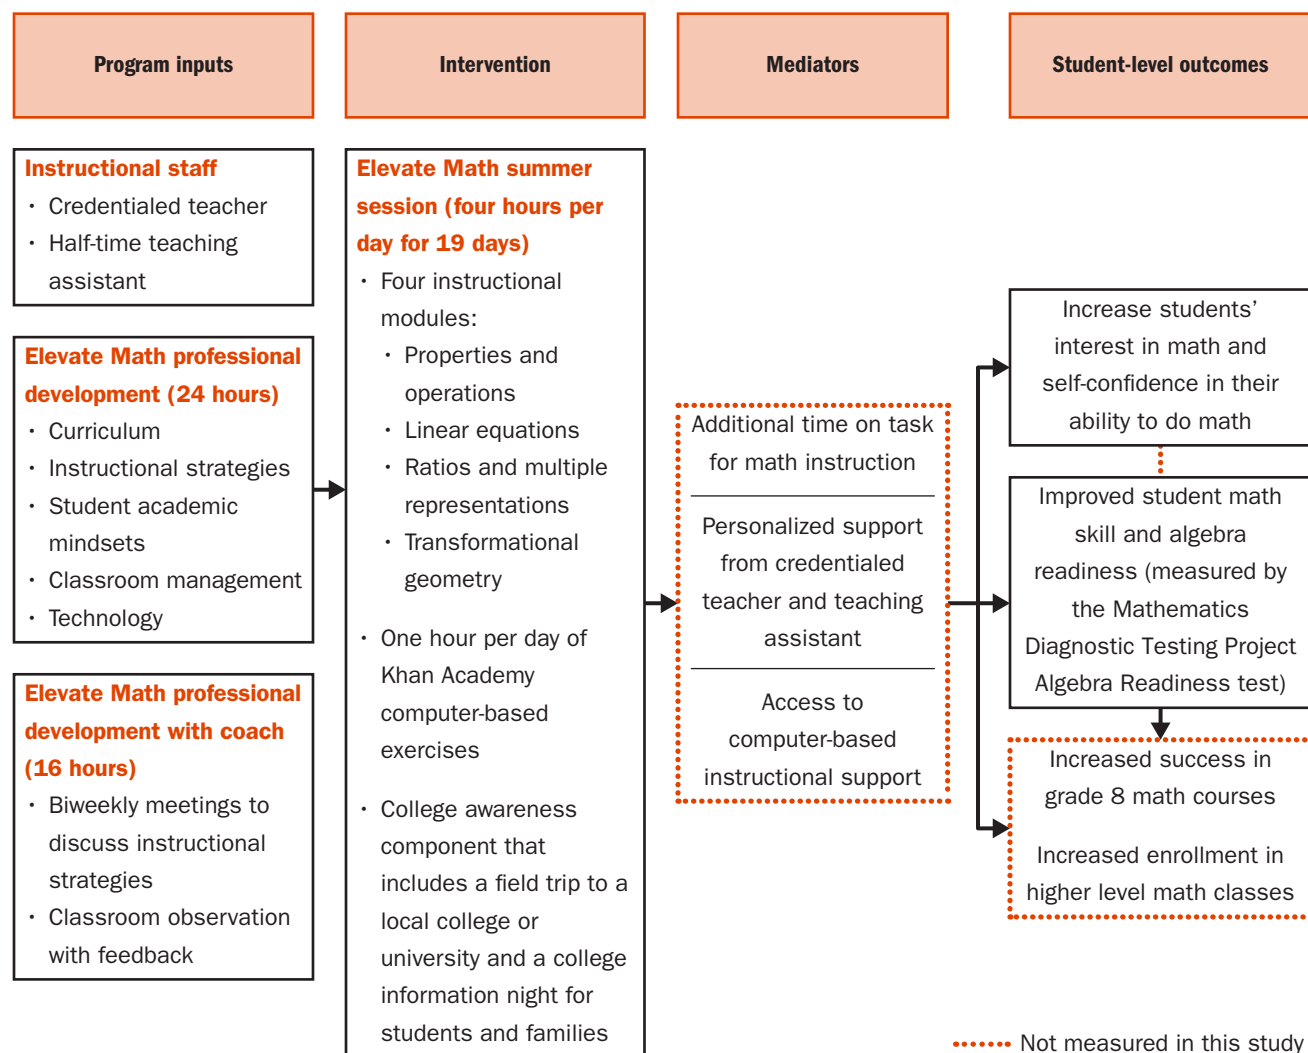 Program inputs
Intervention
Mediators
Student-level outcomes
Instructional staff
· Credentialed teacher
· Half-time teaching
assistant
Elevate Math professional
development (24 hours)
· Curriculum
· Instructional strategies
· Student academic
mindsets
· Classroom management
· Technology
Elevate Math professional
development with coach
(16 hours)
· Biweekly meetings to
discuss instructional
strategies
· Classroom observation
with feedback
Elevate Math summer
session (four hours per
day for 19 days)
· Four instructional
modules:
· Properties and
operations
· Linear equations
· Ratios and multiple
representations
· Transformational
geometry
· One hour per day of
Khan Academy
computer-based
exercises
· College awareness
component that
includes a field trip to a
local college or
university and a college
information night for
students and families
Additional time on task
for math instruction
Personalized support
from credentialed
teacher and teaching
assistant
Access to
computer-based
instructional support
Increase students’
interest in math and
self-confidence in their
ability to do math
Improved student math
skill and algebra
readiness (measured by
the Mathematics
Diagnostic Testing Project
Algebra Readiness test)
Increased success in
grade 8 math courses
Increased enrollment in
higher level math classes
Not measured in this study